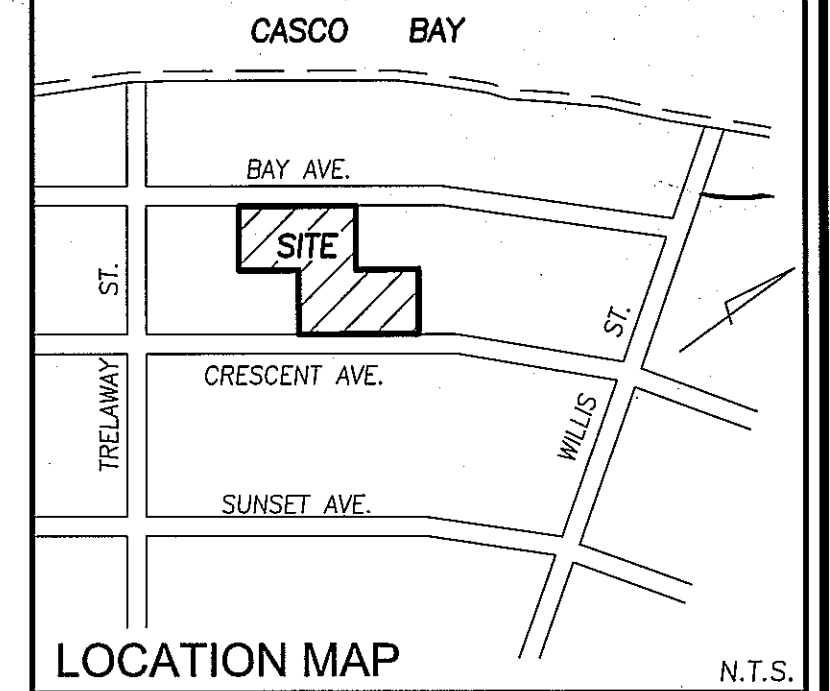 CASCO BAY
BAY AVE.
SITE
ST.
ST.
CRESCENT AVE.
TRELAWAY
WILLIS
SUNSET AVE.
LOCATION MAP
N.T.S.